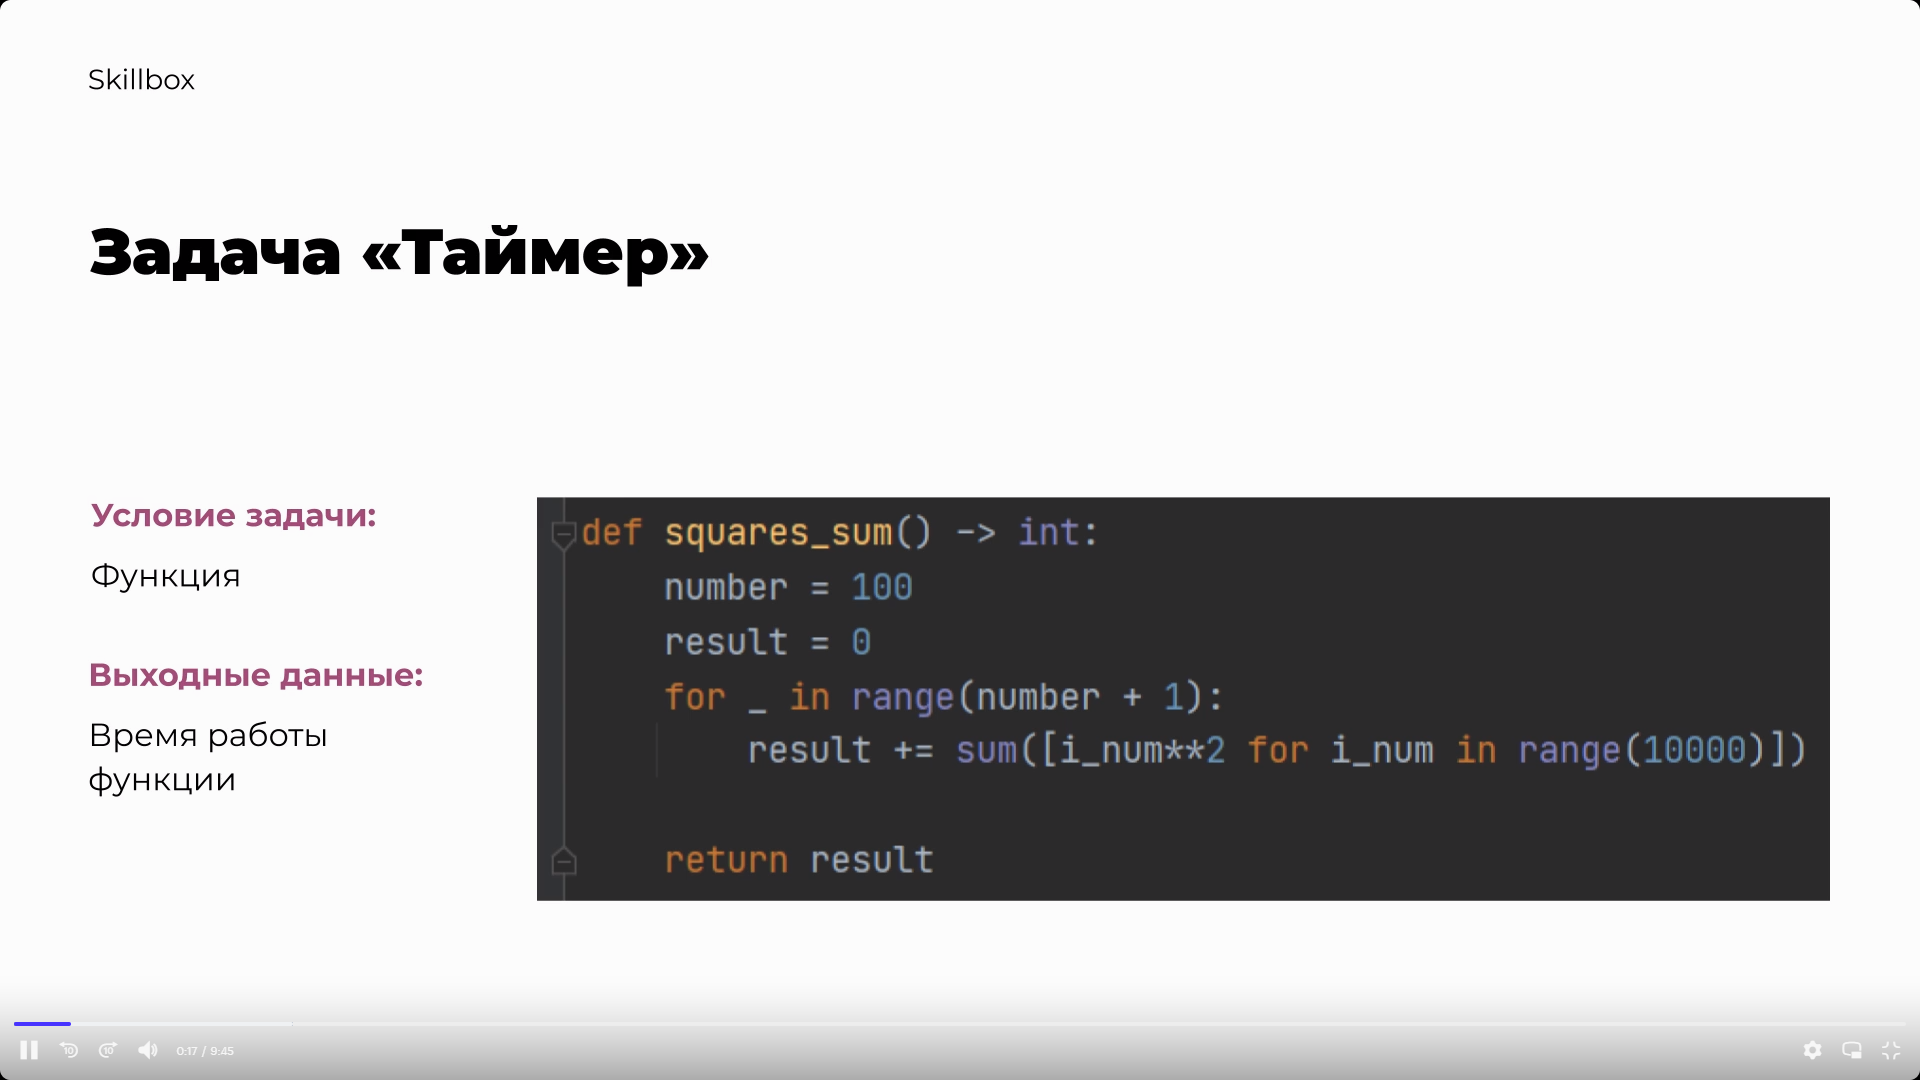 Skillbox
Задача «Таймер»
Условие задачи:
Функция
Выходные данные:
Время работы
функции
def squares_sum() -> int:
    number = 100
    result = 0
    for _ in range(number + 1):
        result += sum([i_num**2 for i_num in range(10000)])
    return result
10
10
0:17 / 9:45